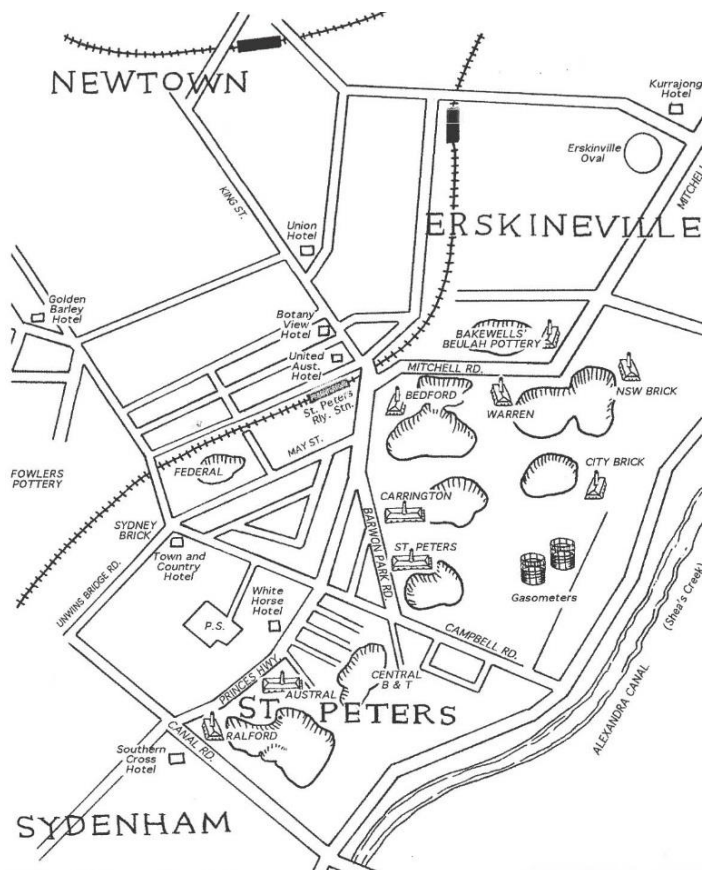 NEWTOWN
Kurrajong
Hotel
Erskinville
Oval
MITCHELL
KING ST.
ERSKINEVILLE
Union
Hotel
Golden
Barley
Hotel
Botany
View
Hotel
BAKEWELLS'
BEULAH POTTERY
United
Aust.
Hotel
MITCHELL RD.
NSW BRICK
St. Peters
Rly. Stn.
BEDFORD
WARREN
MAY ST.
FEDERAL
CITY BRICK
FOWLERS
POTTERY
CARRINGTON
SYDNEY
BRICK
BARWON PARK RD.
ST. PETERS
Town and
Country
Hotel
UNWINS BRIDGE RD.
White
Horse
Hotel
Gasometers
(Shea's Creek)
P.S.
CAMPBELL RD.
PRINCES HWY
CENTRAL
B & T
AUSTRAL
ALEXANDRA CANAL
ST. PETERS
CANAL RD.
RALFORD
Southern
Cross
Hotel
SYDENHAM